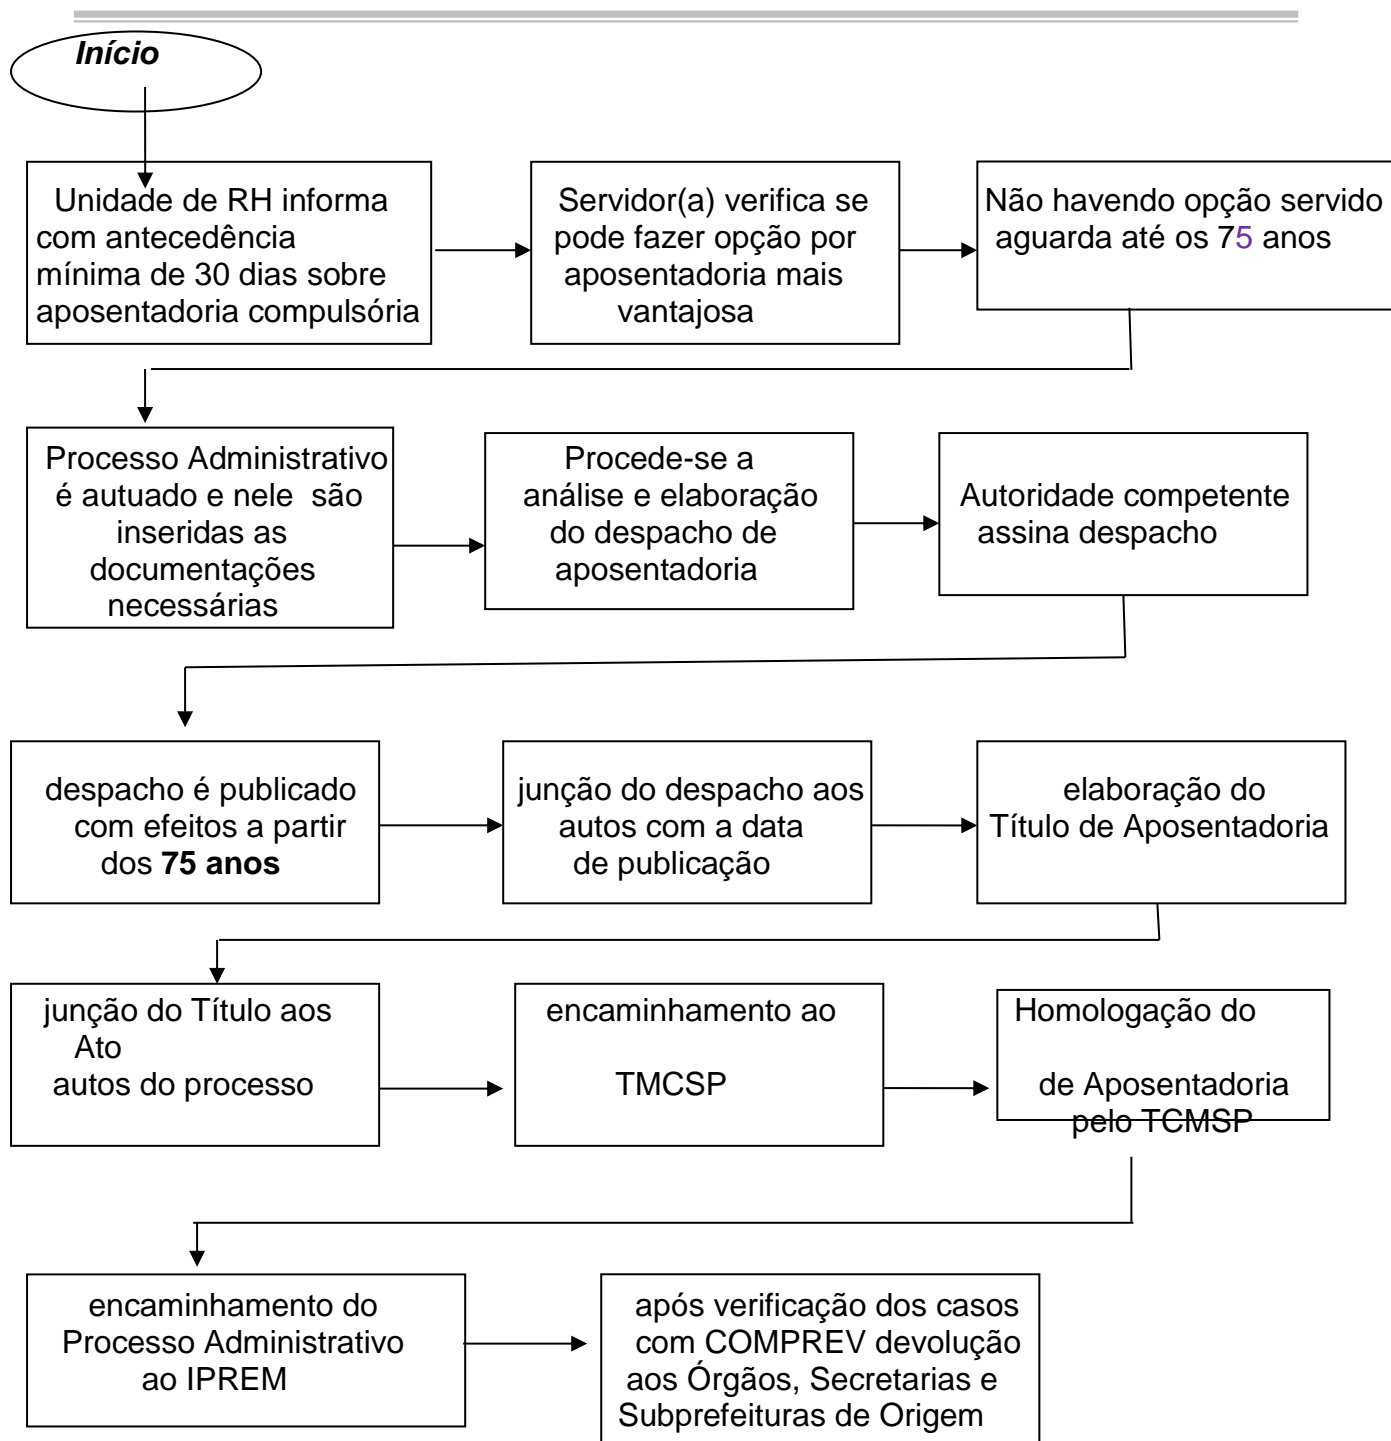 Início
Unidade de RH informa
com antecedência
mínima de 30 dias sobre
aposentadoria compulsória
Servidor(a) verifica se
pode fazer opção por
aposentadoria mais
vantajosa
Não havendo opção servido
aguarda até os 75 anos
Processo Administrativo
é autuado e nele são
inseridas as
documentações
necessárias
Procede-se a
análise e elaboração
do despacho de
aposentadoria
Autoridade competente
assina despacho
despacho é publicado
com efeitos a partir
dos 75 anos
junção do despacho aos
autos com a data
de publicação
elaboração do
Título de Aposentadoria
junção do Título aos
Ato
autos do processo
encaminhamento ao
TMCSP
Homologação do
de Aposentadoria
pelo TCMSP
encaminhamento do
Processo Administrativo
ao IPREM
após verificação dos casos
com COMPREV devolução
aos Órgãos, Secretarias e
Subprefeituras de Origem